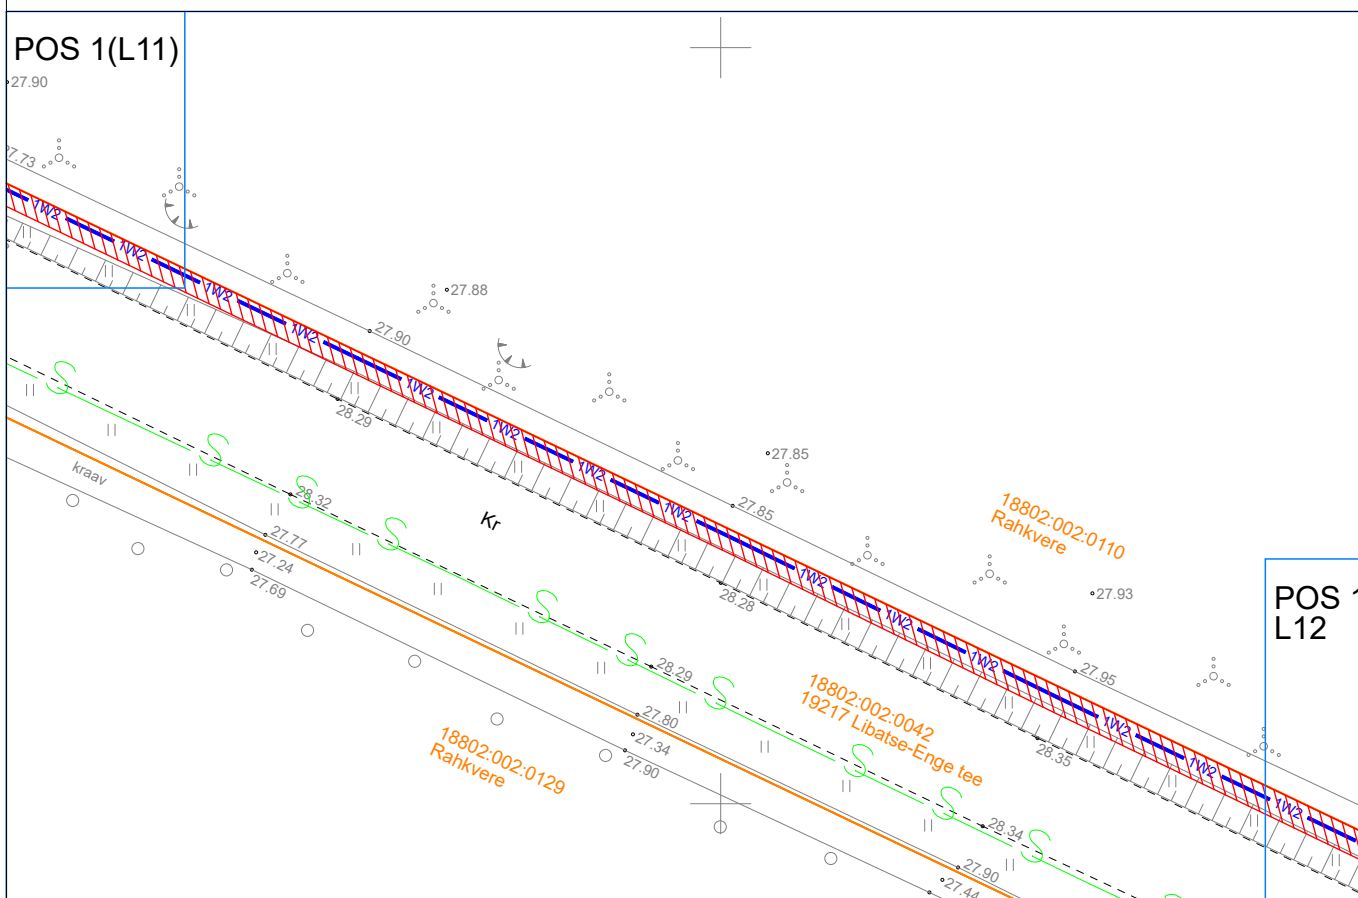 POS 1(L11)
27.90
27.73
1W2
1W2
1W2
1W2
27.88
27.90
1W2
1W2
28.29
1W2
27.85
1W2
27.85
kraav
28.32
Kr
18802:002:0110
Rahkvere
27.77
27.24
27.69
1W2
28.28
27.93
1W2
POS 1
L12
1W2
28.29
27.95
18802:002:0042
19217 Libatse-Enge tee
27.80
27.34
27.90
18802:002:0129
Rahkvere
1W2
28.35
1W2
1W2
28.34
27.90
27.44
S
S
S
S
S
S
S
S
S
S